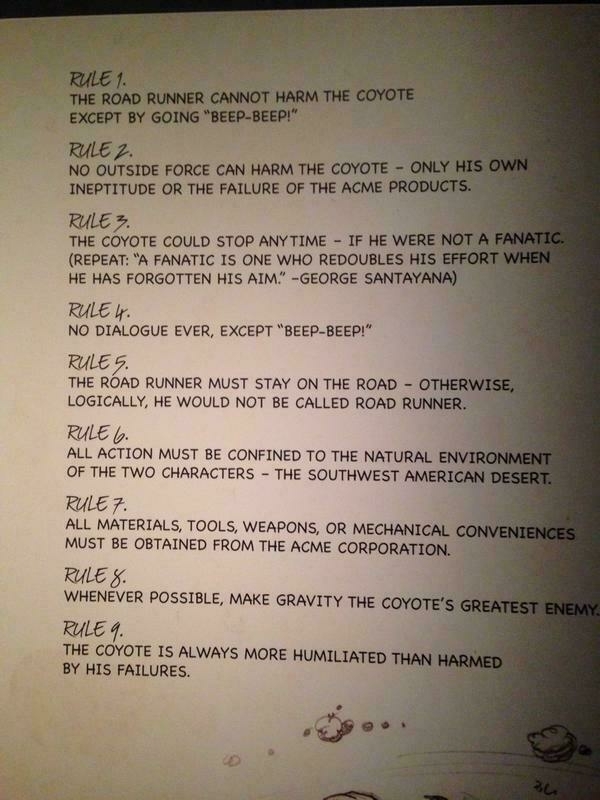 RULE 1.
THE ROAD RUNNER CANNOT HARM THE COYOTE
EXCEPT BY GOING “BEEP-BEEP!”
RULE 2.
NO OUTSIDE FORCE CAN HARM THE COYOTE – ONLY HIS OWN
INEPTITUDE OR THE FAILURE OF THE ACME PRODUCTS.
RULE 3.
THE COYOTE COULD STOP ANYTIME – IF HE WERE NOT A FANATIC.
(REPEAT: “A FANATIC IS ONE WHO REDOUBLES HIS EFFORT WHEN
HE HAS FORGOTTEN HIS AIM.” –GEORGE SANTAYANA)
RULE 4.
NO DIALOGUE EVER, EXCEPT “BEEP-BEEP!”
RULE 5.
THE ROAD RUNNER MUST STAY ON THE ROAD – OTHERWISE,
LOGICALLY, HE WOULD NOT BE CALLED ROAD RUNNER.
RULE 6.
ALL ACTION MUST BE CONFINED TO THE NATURAL ENVIRONMENT
OF THE TWO CHARACTERS – THE SOUTHWEST AMERICAN DESERT.
RULE 7.
ALL MATERIALS, TOOLS, WEAPONS, OR MECHANICAL CONVENIENCES
MUST BE OBTAINED FROM THE ACME CORPORATION.
RULE 8.
WHENEVER POSSIBLE, MAKE GRAVITY THE COYOTE’S GREATEST ENEMY.
RULE 9.
THE COYOTE IS ALWAYS MORE HUMILIATED THAN HARMED
BY HIS FAILURES.